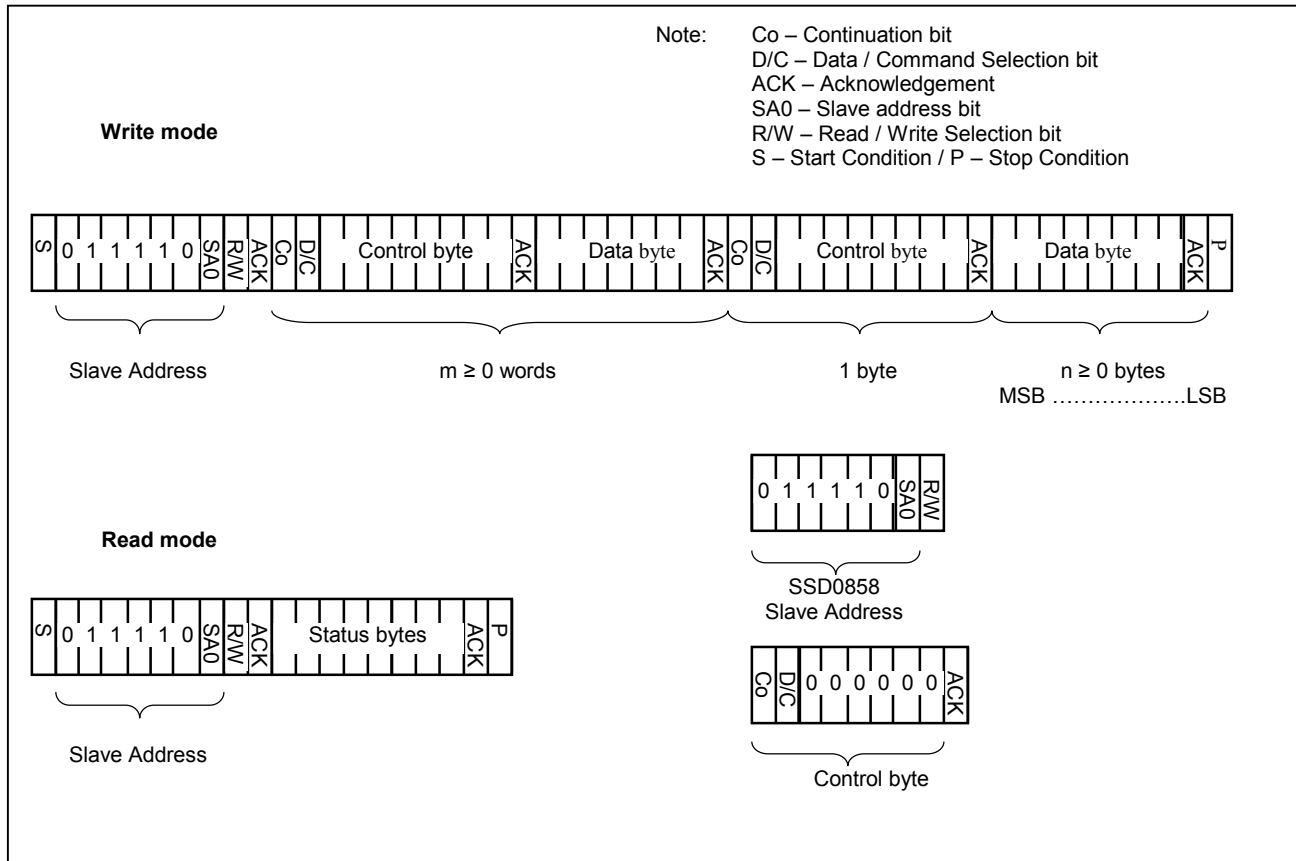 Note: Co – Continuation bit
D/C – Data / Command Selection bit
ACK – Acknowledgement
SA0 – Slave address bit
R/W – Read / Write Selection bit
S – Start Condition / P – Stop Condition
Write mode
S 0 1 1 1 1 0 SA0 R/W ACK Co D/C Control byte ACK Data byte ACK Co D/C Control byte ACK Data byte ACK P
Slave Address m ≥ 0 words 1 byte n ≥ 0 bytes
MSB ………………..LSB
0 1 1 1 1 0 SA0 R/W
Read mode
SSD0858
Slave Address
S 0 1 1 1 1 0 SA0 R/W ACK Status bytes ACK P
Co D/C 0 0 0 0 0 0 ACK
Slave Address
Control byte